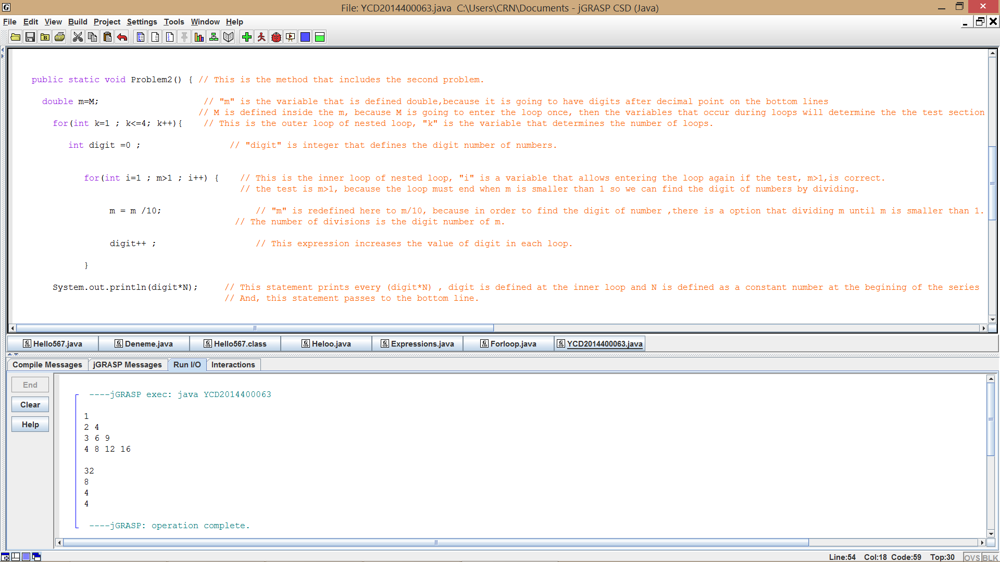 File: YCD2014400063.java  C:\Users\CRN\Documents - jGRASP CSD (Java)
File Edit View Build Project Settings Tools Window Help
public static void Problem2() { // This is the method that includes the second problem.
double m=M; // "m" is the variable that is defined double,because it is going to have digits after decimal point on the bottom lines
// M is defined inside the m, because M is going to enter the loop once, then the variables that occur during loops will determine the the test section
for(int k=1 ; k<=4; k++){ // This is the outer loop of nested loop, "k" is the variable that determines the number of loops.
int digit =0 ; // "digit" is integer that defines the digit number of numbers.
for(int i=1 ; m>1 ; i++) { // This is the inner loop of nested loop, "i" is a variable that allows entering the loop again if the test, m>1,is correct.
// the test is m>1, because the loop must end when m is smaller than 1 so we can find the digit of numbers by dividing.
m = m /10; // "m" is redefined here to m/10, because in order to find the digit of number ,there is a option that dividing m until m is smaller than 1.
// The number of divisions is the digit number of m.
digit++ ; // This expression increases the value of digit in each loop.
}
System.out.println(digit*N); // This statement prints every (digit*N) , digit is defined at the inner loop and N is defined as a constant number at the begining of the series
// And, this statement passes to the bottom line.
Hello567.java Deneme.java Hello567.class Heloo.java Expressions.java Forloop.java YCD2014400063.java
Compile Messages jGRASP Messages Run I/O Interactions
End
Clear
Help
----jGRASP exec: java YCD2014400063
1
2 4
3 6 9
4 8 12 16
32
8
4
4
----jGRASP: operation complete.
Line:54 Col:18 Code:59 Top:30 OVS BLK